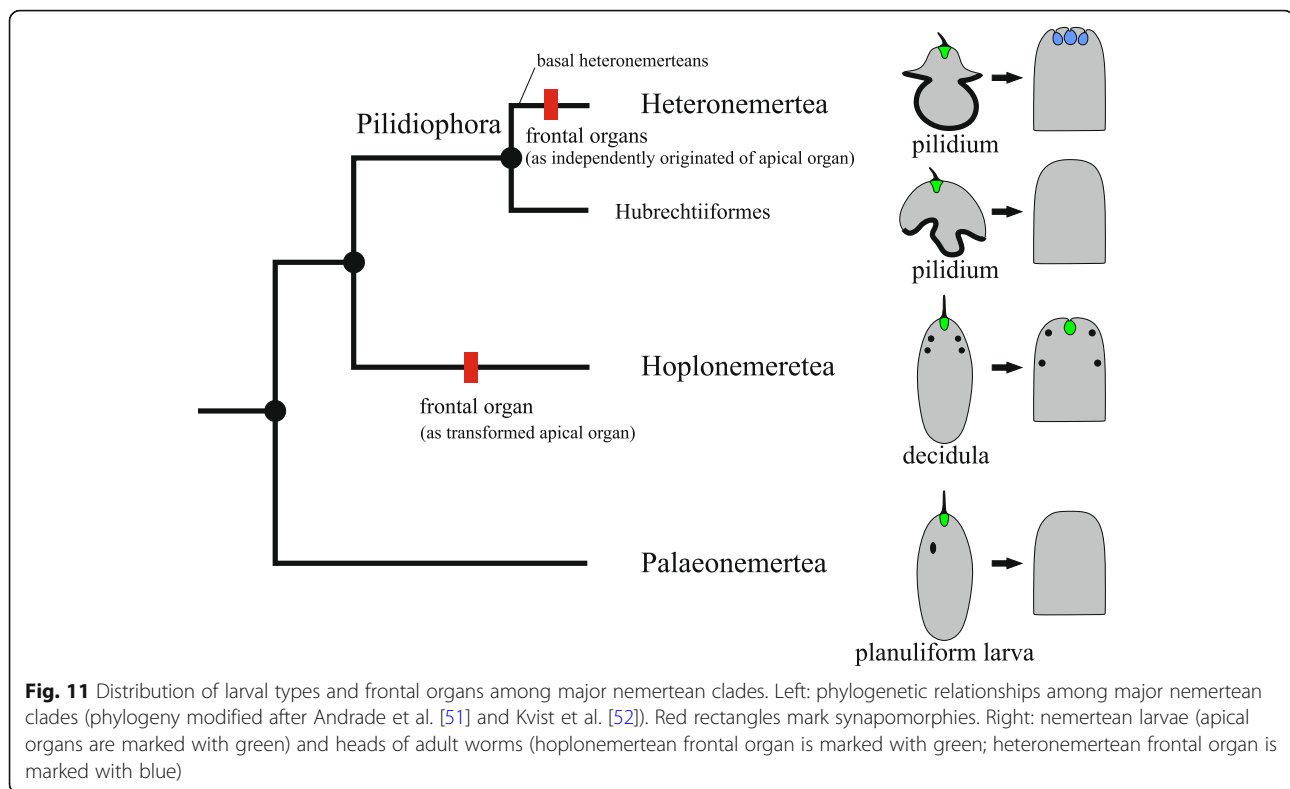 basal heteronemerteans
Pilidiophora
Heteronemertea
frontal organs
(as independently originated of apical organ)
pilidium
Hubrechtiiformes
pilidium
Hoplonemeretea
frontal organ
(as transformed apical organ)
decidula
Palaeonemertea
planuliform larva
Fig. 11 Distribution of larval types and frontal organs among major nemertean clades. Left: phylogenetic relationships among major nemertean
clades (phylogeny modified after Andrade et al. [51] and Kvist et al. [52]). Red rectangles mark synapomorphies. Right: nemertean larvae (apical
organs are marked with green) and heads of adult worms (hoplonemertean frontal organ is marked with green; heteronemertean frontal organ is
marked with blue)